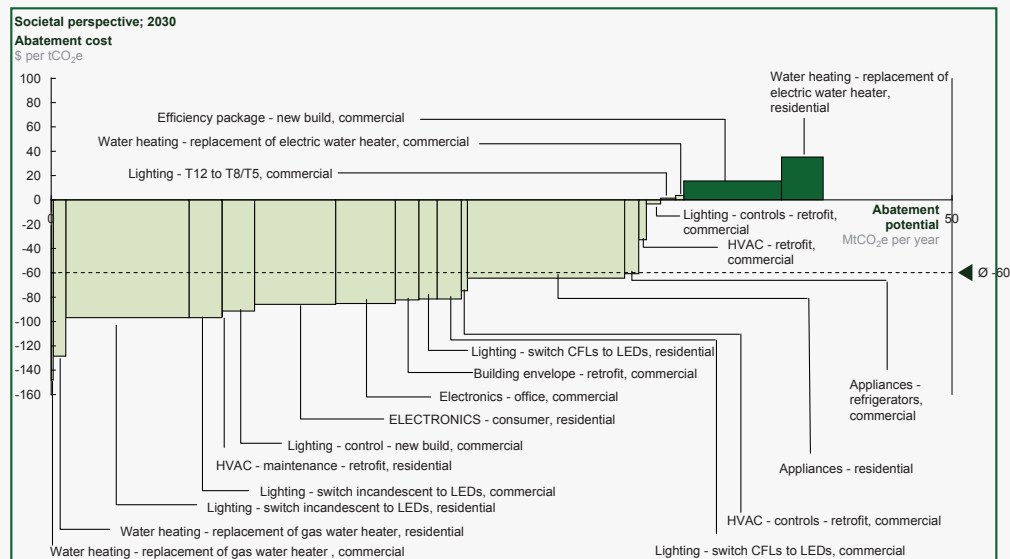 Societal perspective; 2030
Abatement cost
$ per tCO2e
100
80
60
40
20
0
-20
-40
-60
-80
-100
-120
-140
-160
0
50
Water heating - replacement of
electric water heater,
residential
Efficiency package - new build, commercial
Water heating - replacement of electric water heater, commercial
Lighting - T12 to T8/T5, commercial
Lighting - controls - retrofit,
commercial
Abatement
potential
MtCO2e per year
HVAC - retrofit,
commercial
Ø -60
Lighting - switch CFLs to LEDs, residential
Building envelope - retrofit, commercial
Appliances -
refrigerators,
commercial
Electronics - office, commercial
ELECTRONICS - consumer, residential
Lighting - control - new build, commercial
HVAC - maintenance - retrofit, residential
Appliances - residential
Lighting - switch incandescent to LEDs, commercial
Lighting - switch incandescent to LEDs, residential
HVAC - controls - retrofit, commercial
Water heating - replacement of gas water heater, residential
Water heating - replacement of gas water heater , commercial
Lighting - switch CFLs to LEDs, commercial